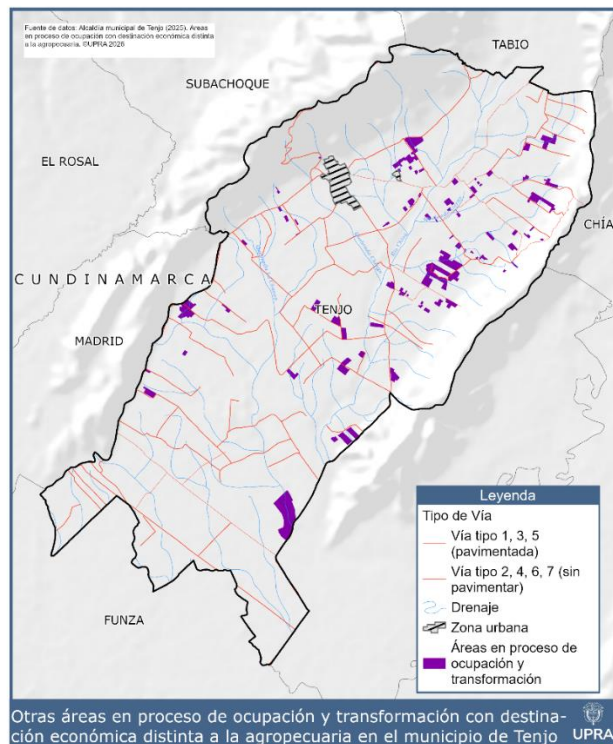 Fuente de datos: Alcaldía municipal de Tenjo (2025). Áreas
en proceso de ocupación con destinación económica distinta
a la agropecuaria. ©UPRA 2026
TABIO
SUBACHOQUE
EL ROSAL
CHÍA
CUNDINAMARCA
TENJO
MADRID
FUNZA
Leyenda
Tipo de Vía
Vía tipo 1, 3, 5
(pavimentada)
Vía tipo 2, 4, 6, 7 (sin
pavimentar)
Drenaje
Zona urbana
Áreas en proceso de
ocupación y
transformación
Otras áreas en proceso de ocupación y transformación con destina-
ción económica distinta a la agropecuaria en el municipio de Tenjo
UPRA